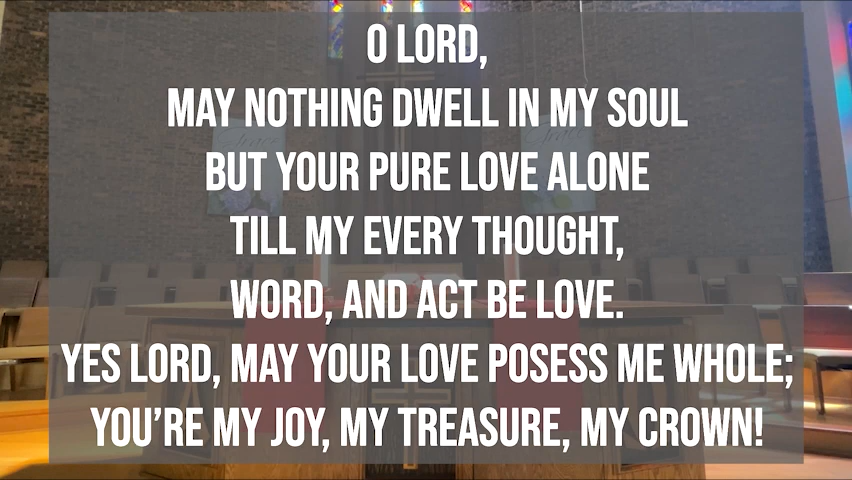 O LORD,
MAY NOTHING DWELL IN MY SOUL
BUT YOUR PURE LOVE ALONE
TILL MY EVERY THOUGHT,
WORD, AND ACT BE LOVE.
YES LORD, MAY YOUR LOVE POSESS ME WHOLE;
YOU'RE MY JOY, MY TREASURE, MY CROWN!